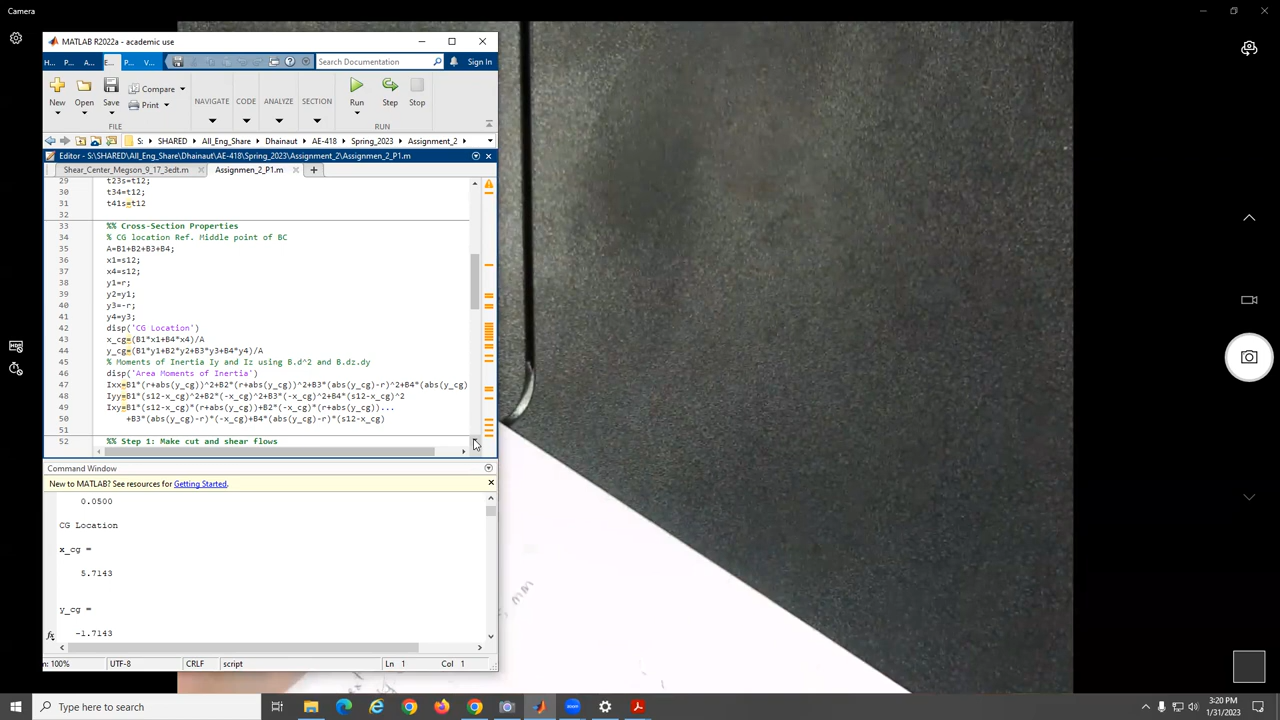 Camera
MATLAB R2022a - academic use
H... P... A... E... P... V...
Search Documentation
Sign In
New Open Save Compare Print NAVIGATE CODE ANALYZE SECTION Run Step Stop
FILE RUN
S: SHARED All_Eng_Share Dhainaut AE-418 Spring_2023 Assignment_2
Editor - S:\SHARED\All_Eng_Share\Dhainaut\AE-418\Spring_2023\Assignment_2\Assignmen_2_P1.m
Shear_Center_Megson_9_17_3edt.m Assignmen_2_P1.m
29 t23s=t12;
30 t34=t12;
31 t41s=t12
32
33 %% Cross-Section Properties
34 % CG location Ref. Middle point of BC
35 A=B1+B2+B3+B4;
36 x1=s12;
37 x4=s12;
38 y1=r;
39 y2=y1;
40 y3=-r;
41 y4=y3;
42 disp('CG Location')
43 x_cg=(B1*x1+B4*x4)/A
44 y_cg=(B1*y1+B2*y2+B3*y3+B4*y4)/A
45 % Moments of Inertia Iy and Iz using B.d^2 and B.dz.dy
46 disp('Area Moments of Inertia')
47 Ixx=B1*(r+abs(y_cg))^2+B2*(r+abs(y_cg))^2+B3*(abs(y_cg)-r)^2+B4*(abs(y_cg)
48 Iyy=B1*(s12-x_cg)^2+B2*(-x_cg)^2+B3*(-x_cg)^2+B4*(s12-x_cg)^2
49 Ixy=B1*(s12-x_cg)*(r+abs(y_cg))+B2*(-x_cg)*(r+abs(y_cg))...
50 +B3*(abs(y_cg)-r)*(-x_cg)+B4*(abs(y_cg)-r)*(s12-x_cg)
51
52 %% Step 1: Make cut and shear flows
Command Window
New to MATLAB? See resources for Getting Started.
0.0500
CG Location
x_cg =
5.7143
y_cg =
-1.7143
fx
m: 100% UTF-8 CRLF script Ln 1 Col 1
Type here to search
3:20 PM
1/31/2023